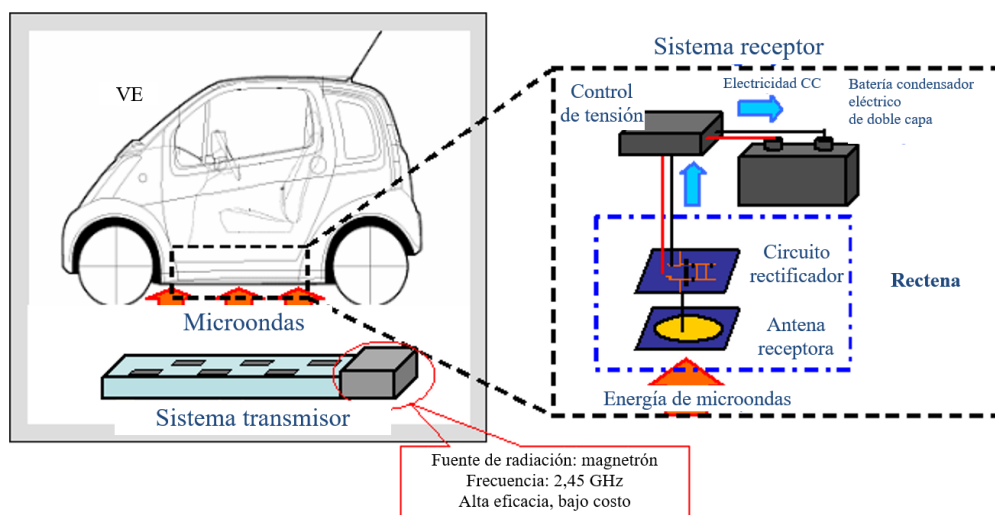 VE
Microondas
Sistema transmisor
Fuente de radiación: magnetrón
Frecuencia: 2,45 GHz
Alta eficacia, bajo costo
Sistema receptor
Control
de tensión
Electricidad CC
Batería condensador
eléctrico
de doble capa
Circuito
rectificador
Rectena
Antena
receptora
Energía de microondas